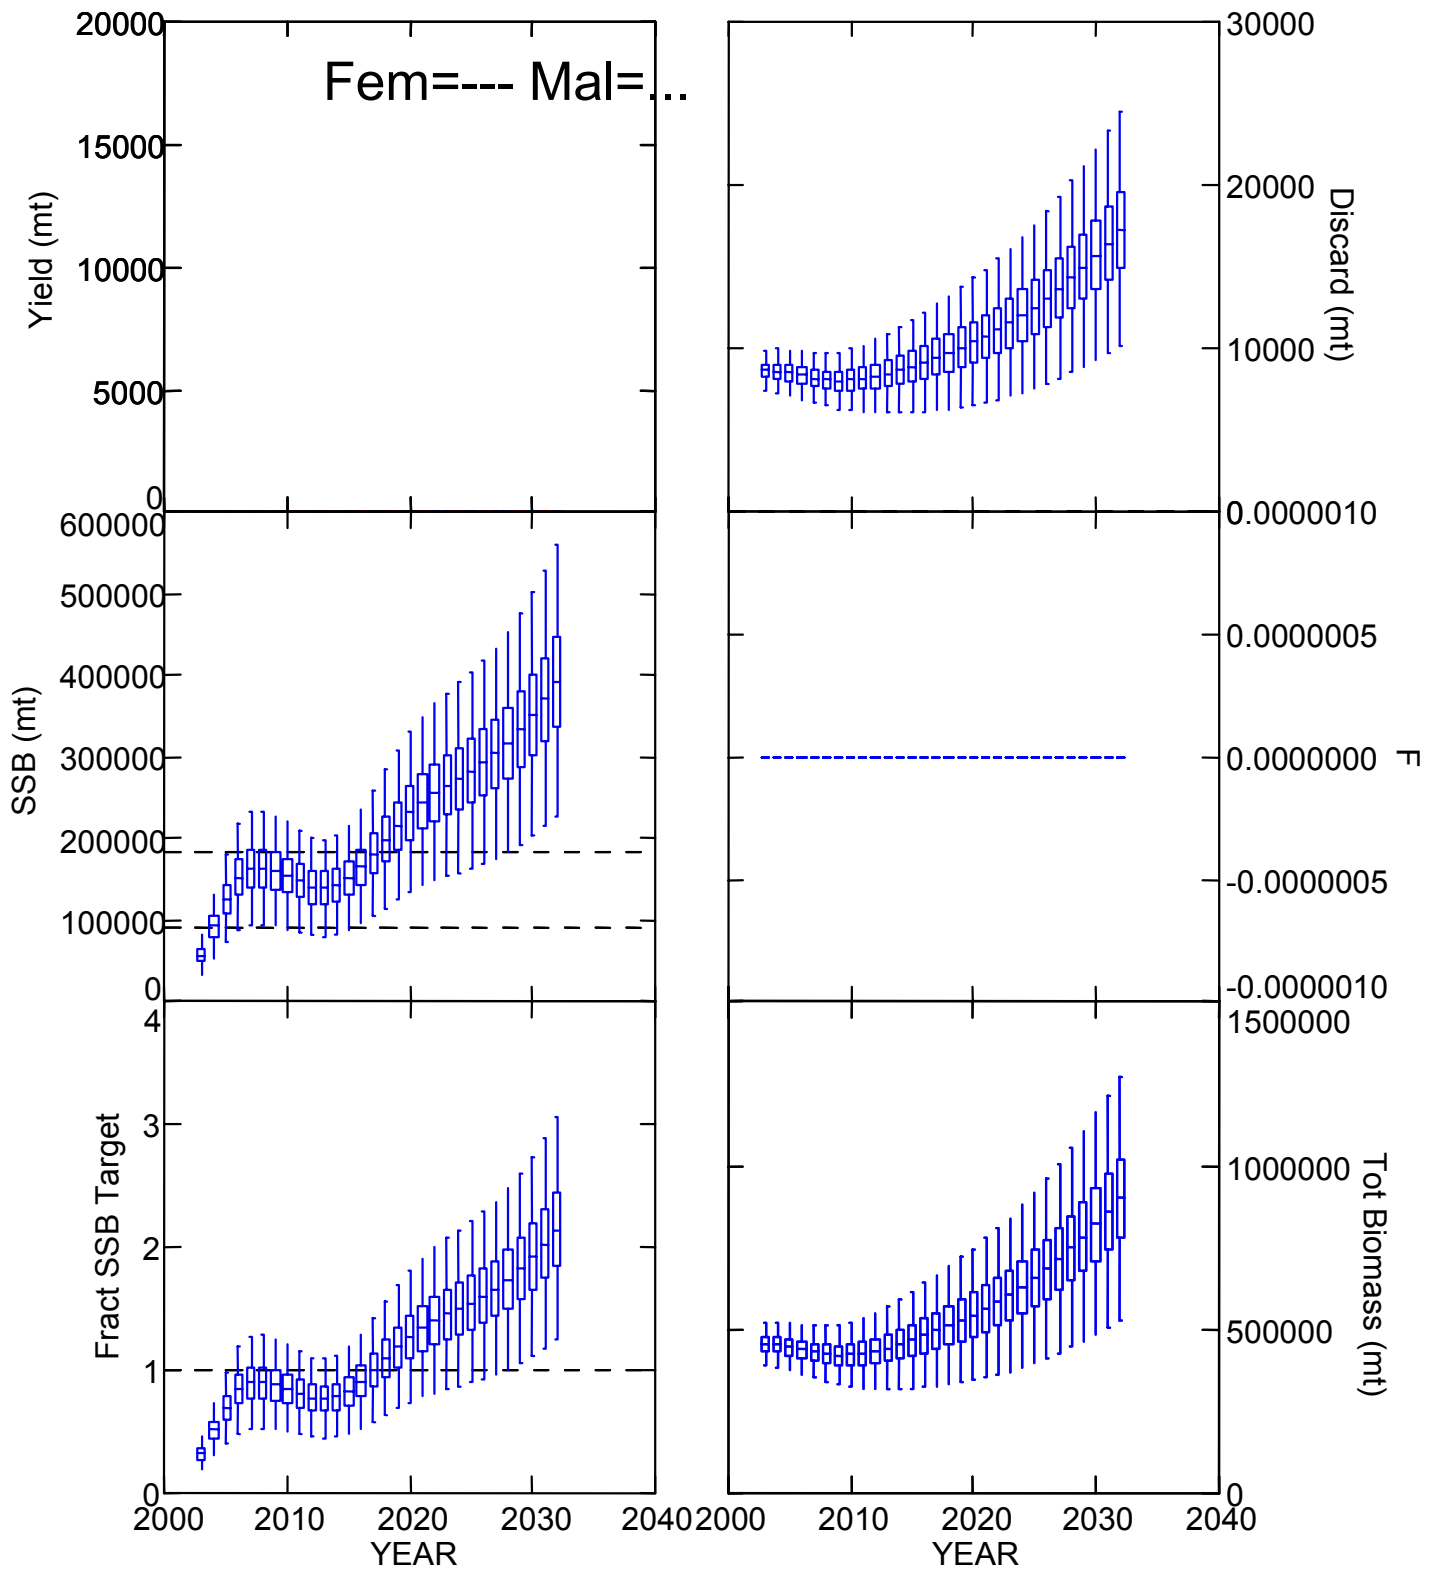 Fem=--- Mal=...
20000
15000
10000
5000
0
Yield (mt)
30000
20000
10000
Discard (mt)
600000
500000
400000
300000
200000
100000
0
SSB (mt)
0.0000010
0.0000005
0.0000000
-0.0000005
-0.0000010
F
4
3
2
1
0
Fract SSB Target
1500000
1000000
500000
0
Tot Biomass (mt)
2000 2010 2020 2030 2040
YEAR
2000 2010 2020 2030 2040
YEAR